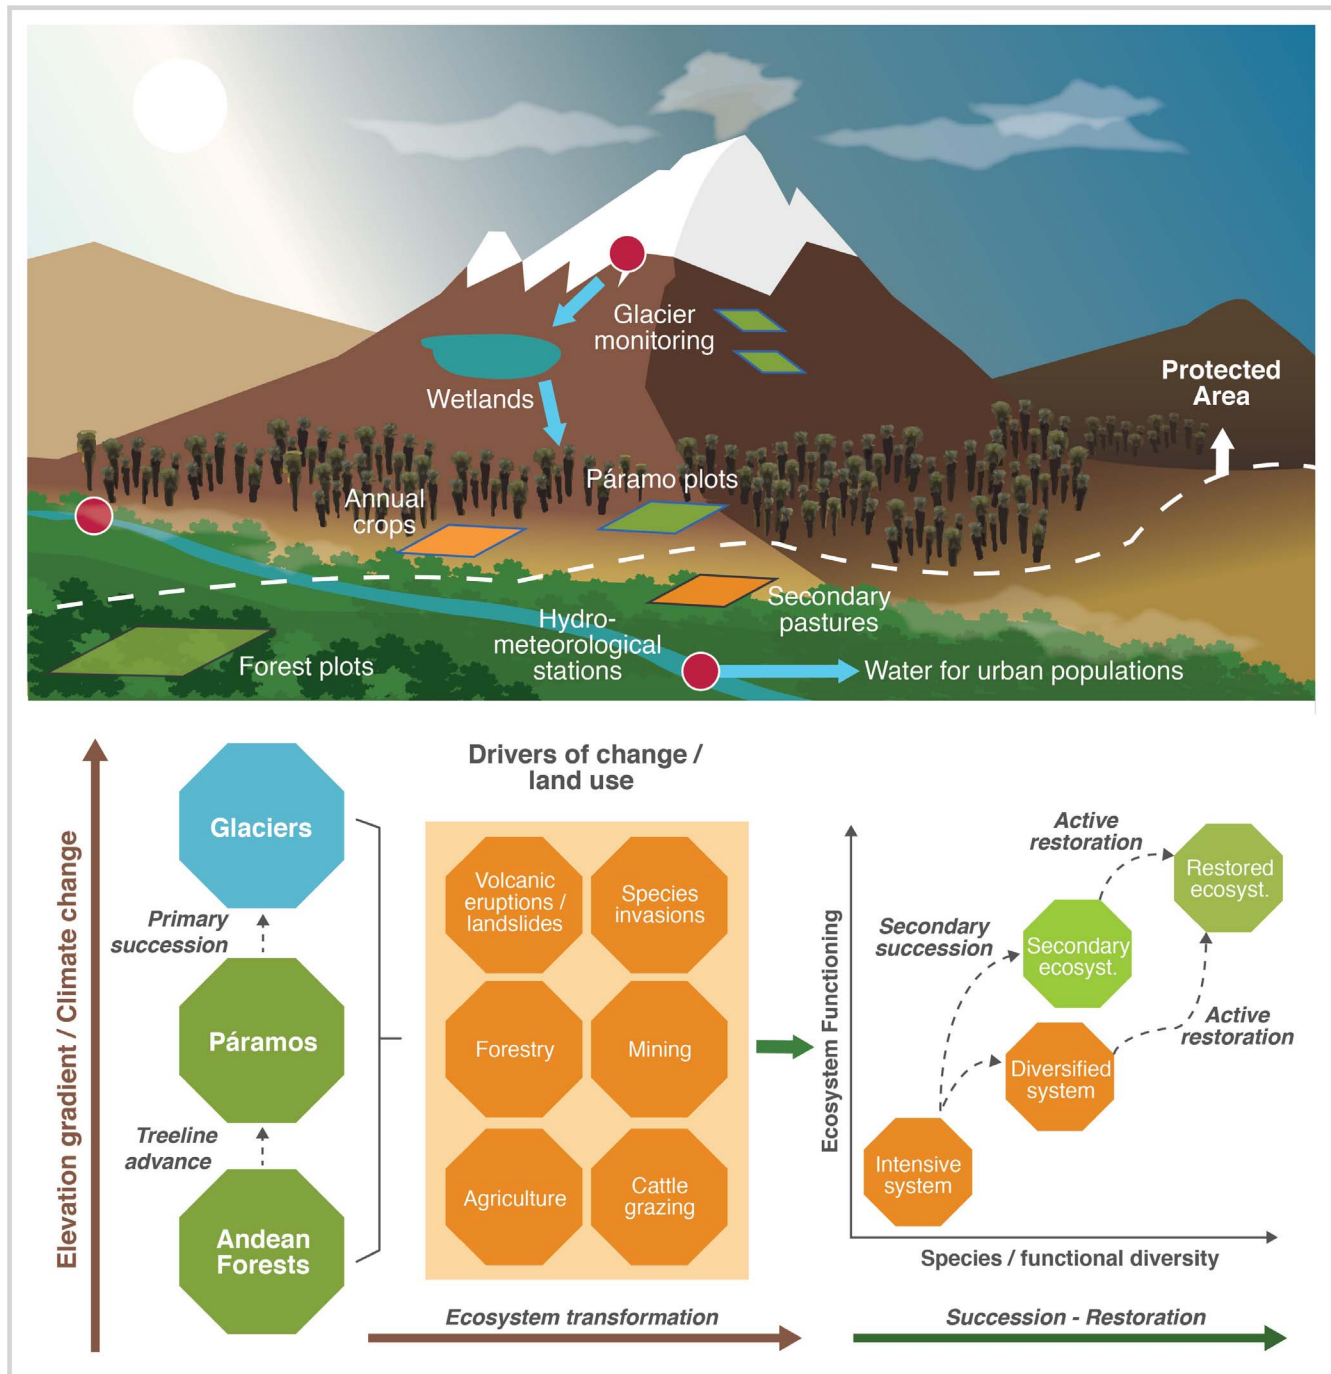 Glacier
monitoring
Wetlands
Protected
Area
Páramo plots
Annual
crops
Secondary
pastures
Hydro-
meteorological
stations
Forest plots
Water for urban populations
Elevation gradient / Climate change
Glaciers
Primary
succession
Páramos
Treeline
advance
Andean
Forests
Drivers of change /
land use
Volcanic
eruptions /
landslides
Species
invasions
Forestry
Mining
Agriculture
Cattle
grazing
Ecosystem transformation
Ecosystem Functioning
Active
restoration
Restored
ecosyst.
Secondary
succession
Secondary
ecosyst.
Active
restoration
Diversified
system
Intensive
system
Species / functional diversity
Succession - Restoration